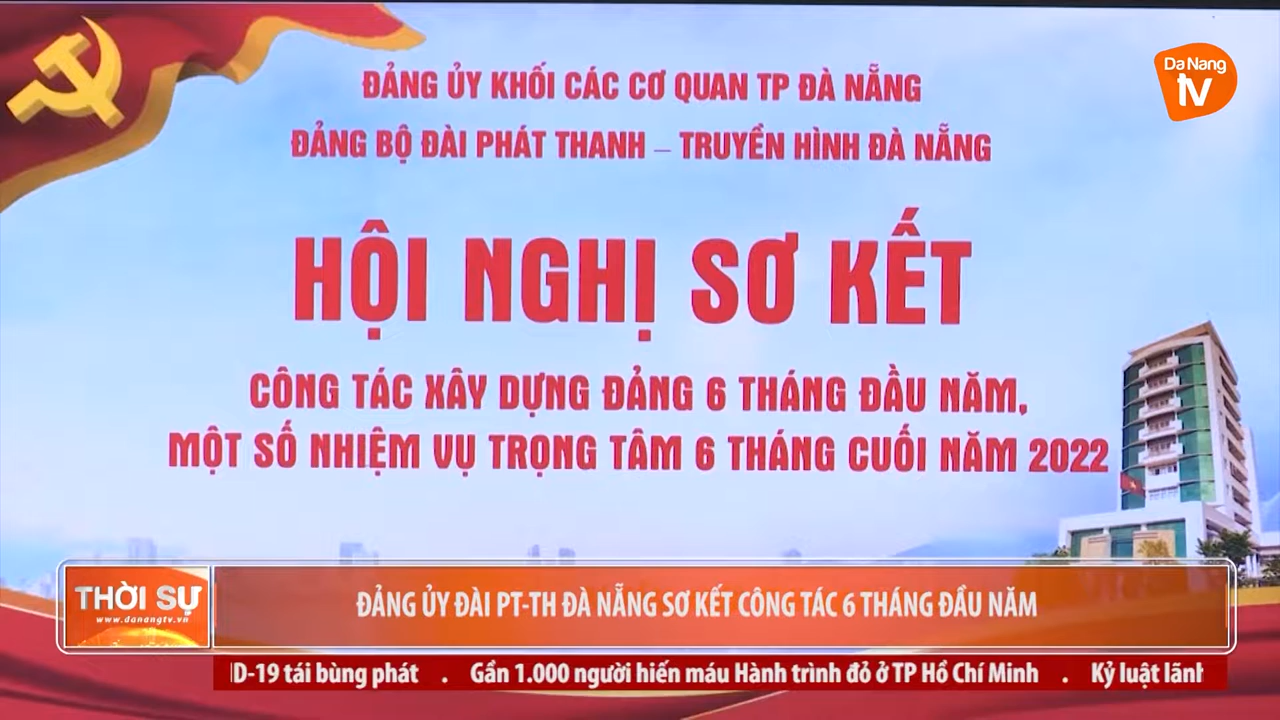 Da Nang
tv
ĐẢNG ỦY KHỐI CÁC CƠ QUAN TP ĐÀ NẴNG
ĐẢNG BỘ ĐÀI PHÁT THANH – TRUYỀN HÌNH ĐÀ NẴNG
HỘI NGHỊ SƠ KẾT
CÔNG TÁC XÂY DỰNG ĐẢNG 6 THÁNG ĐẦU NĂM,
MỘT SỐ NHIỆM VỤ TRỌNG TÂM 6 THÁNG CUỐI NĂM 2022
THỜI SỰ
www.danangtv.vn
ĐẢNG ỦY ĐÀI PT-TH ĐÀ NẴNG SƠ KẾT CÔNG TÁC 6 THÁNG ĐẦU NĂM
D-19 tái bùng phát . Gần 1.000 người hiến máu Hành trình đỏ ở TP Hồ Chí Minh . Kỷ luật lãnh